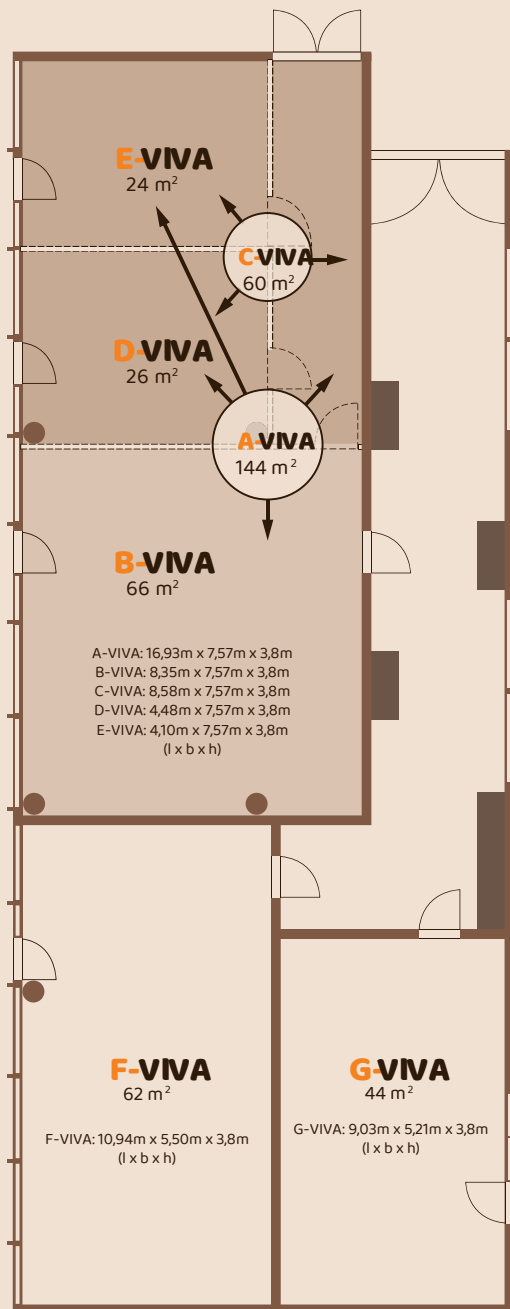 E-VIVA
24 m²
C-VIVA
60 m²
D-VIVA
26 m²
A-VIVA
144 m²
B-VIVA
66 m²
A-VIVA: 16,93m x 7,57m x 3,8m
B-VIVA: 8,35m x 7,57m x 3,8m
C-VIVA: 8,58m x 7,57m x 3,8m
D-VIVA: 4,48m x 7,57m x 3,8m
E-VIVA: 4,10m x 7,57m x 3,8m
(l x b x h)
F-VIVA
62 m²
F-VIVA: 10,94m x 5,50m x 3,8m
(l x b x h)
G-VIVA
44 m²
G-VIVA: 9,03m x 5,21m x 3,8m
(l x b x h)